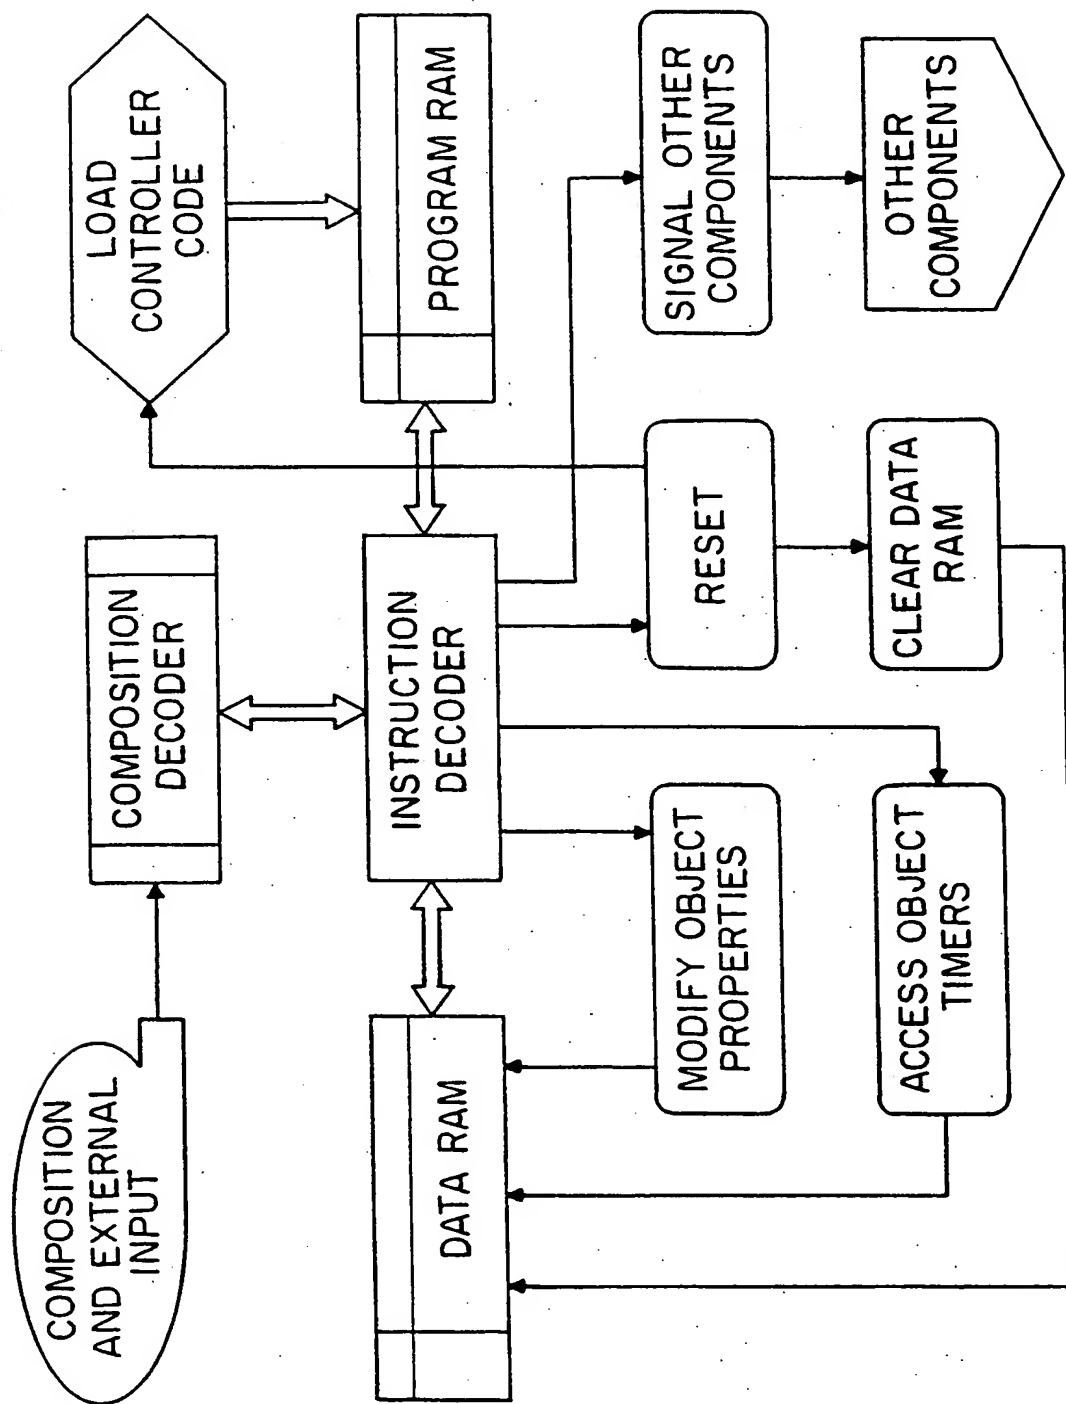 COMPOSITION
AND EXTERNAL
INPUT
COMPOSITION
DECODER
LOAD
CONTROLLER
CODE
DATA RAM
INSTRUCTION
DECODER
PROGRAM RAM
MODIFY OBJECT
PROPERTIES
RESET
SIGNAL OTHER
COMPONENTS
ACCESS OBJECT
TIMERS
CLEAR DATA
RAM
OTHER
COMPONENTS